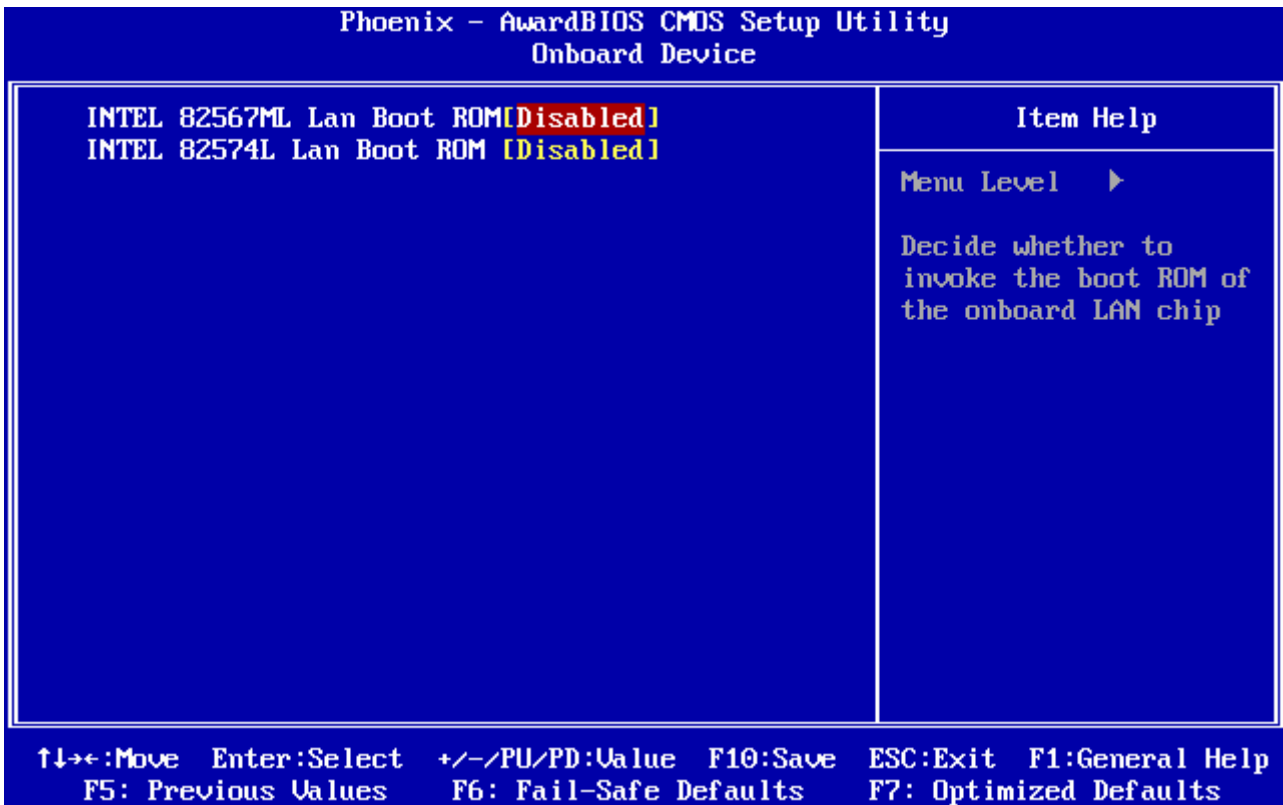 Phoenix - AwardBIOS CMOS Setup Utility
Onboard Device
INTEL 82567ML Lan Boot ROM[Disabled]
INTEL 82574L Lan Boot ROM [Disabled]
Item Help
Menu Level ▶
Decide whether to
invoke the boot ROM of
the onboard LAN chip
↑↓→←:Move Enter:Select +/-/PU/PD:Value F10:Save ESC:Exit F1:General Help
F5: Previous Values F6: Fail-Safe Defaults F7: Optimized Defaults